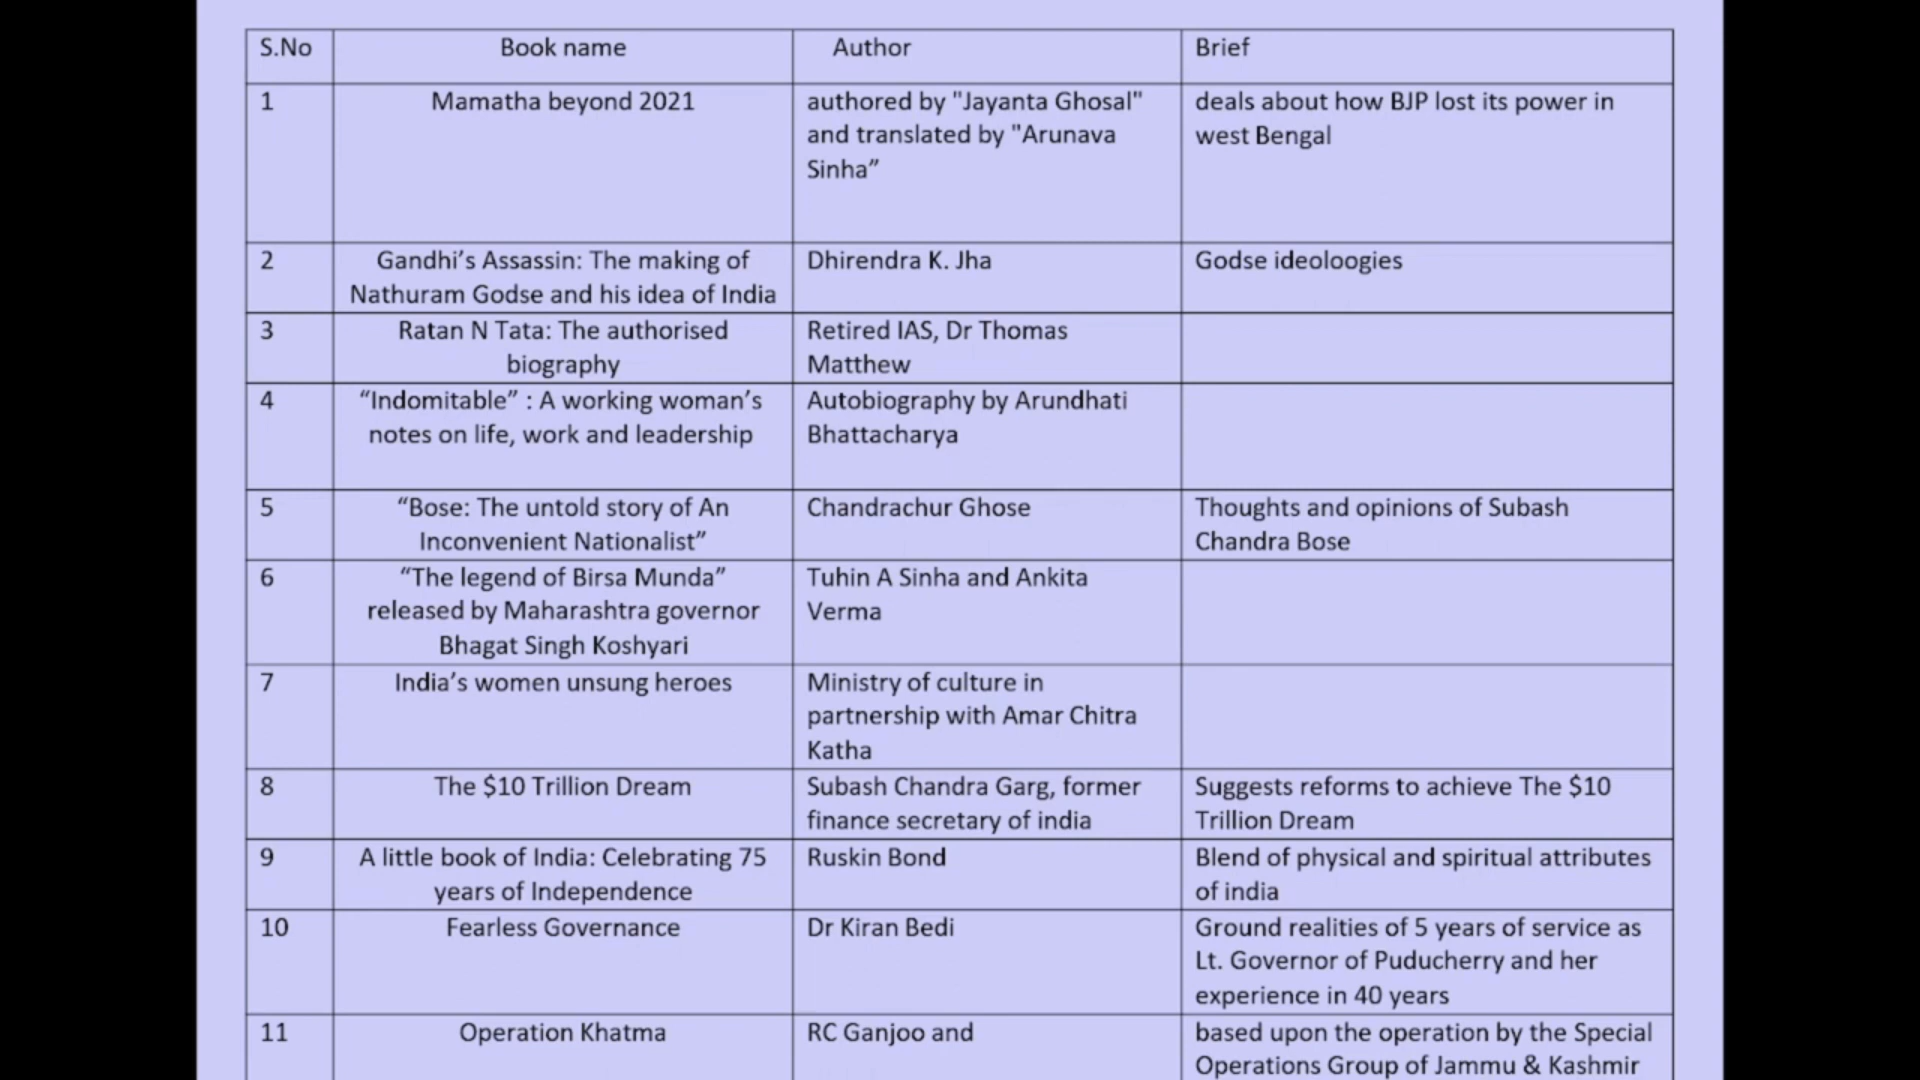 S.No Book name Author Brief
1 Mamatha beyond 2021 authored by "Jayanta Ghosal" deals about how BJP lost its power in
and translated by "Arunava west Bengal
Sinha”
2 Gandhi’s Assassin: The making of Dhirendra K. Jha Godse ideoloogies
Nathuram Godse and his idea of India
3 Ratan N Tata: The authorised Retired IAS, Dr Thomas
biography Matthew
4 “Indomitable” : A working woman’s Autobiography by Arundhati
notes on life, work and leadership Bhattacharya
5 “Bose: The untold story of An Chandrachur Ghose Thoughts and opinions of Subash
Inconvenient Nationalist” Chandra Bose
6 “The legend of Birsa Munda” Tuhin A Sinha and Ankita
released by Maharashtra governor Verma
Bhagat Singh Koshyari
7 India’s women unsung heroes Ministry of culture in
partnership with Amar Chitra
Katha
8 The $10 Trillion Dream Subash Chandra Garg, former Suggests reforms to achieve The $10
finance secretary of india Trillion Dream
9 A little book of India: Celebrating 75 Ruskin Bond Blend of physical and spiritual attributes
years of Independence of india
10 Fearless Governance Dr Kiran Bedi Ground realities of 5 years of service as
Lt. Governor of Puducherry and her
experience in 40 years
11 Operation Khatma RC Ganjoo and based upon the operation by the Special
Operations Group of Jammu & Kashmir